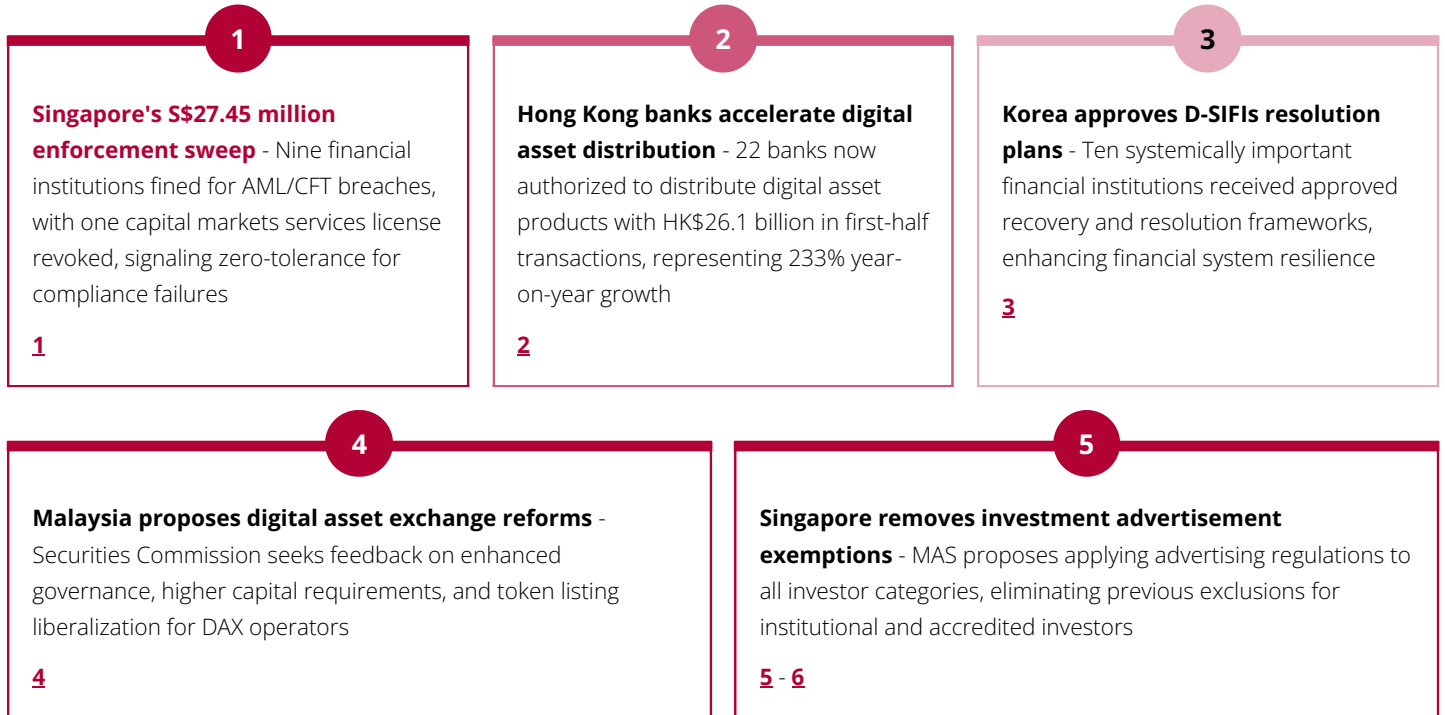 1
Singapore's S$27.45 million
enforcement sweep - Nine financial
institutions fined for AML/CFT breaches,
with one capital markets services license
revoked, signaling zero-tolerance for
compliance failures
1
2
Hong Kong banks accelerate digital
asset distribution - 22 banks now
authorized to distribute digital asset
products with HK$26.1 billion in first-half
transactions, representing 233% year-
on-year growth
2
3
Korea approves D-SIFIs resolution
plans - Ten systemically important
financial institutions received approved
recovery and resolution frameworks,
enhancing financial system resilience
3
4
Malaysia proposes digital asset exchange reforms -
Securities Commission seeks feedback on enhanced
governance, higher capital requirements, and token listing
liberalization for DAX operators
4
5
Singapore removes investment advertisement
exemptions - MAS proposes applying advertising regulations to
all investor categories, eliminating previous exclusions for
institutional and accredited investors
5 - 6